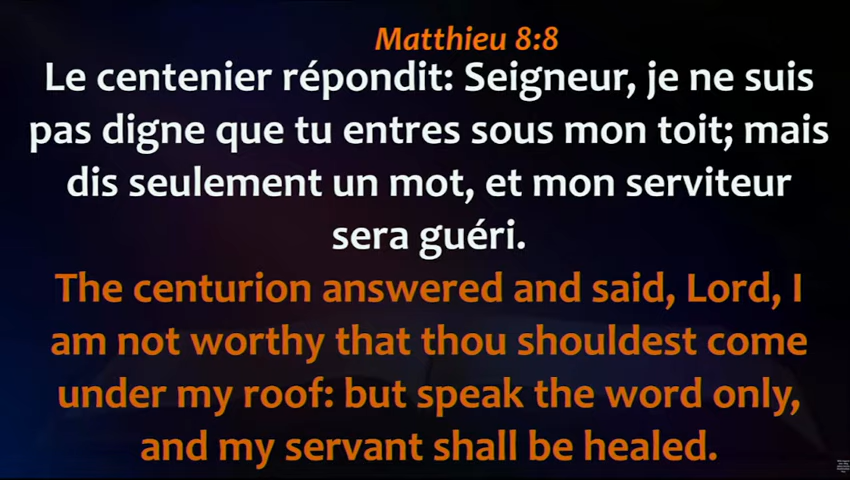 Matthieu 8:8
Le centenier répondit: Seigneur, je ne suis
pas digne que tu entres sous mon toit; mais
dis seulement un mot, et mon serviteur
sera guéri.
The centurion answered and said, Lord, I
am not worthy that thou shouldest come
under my roof: but speak the word only,
and my servant shall be healed.